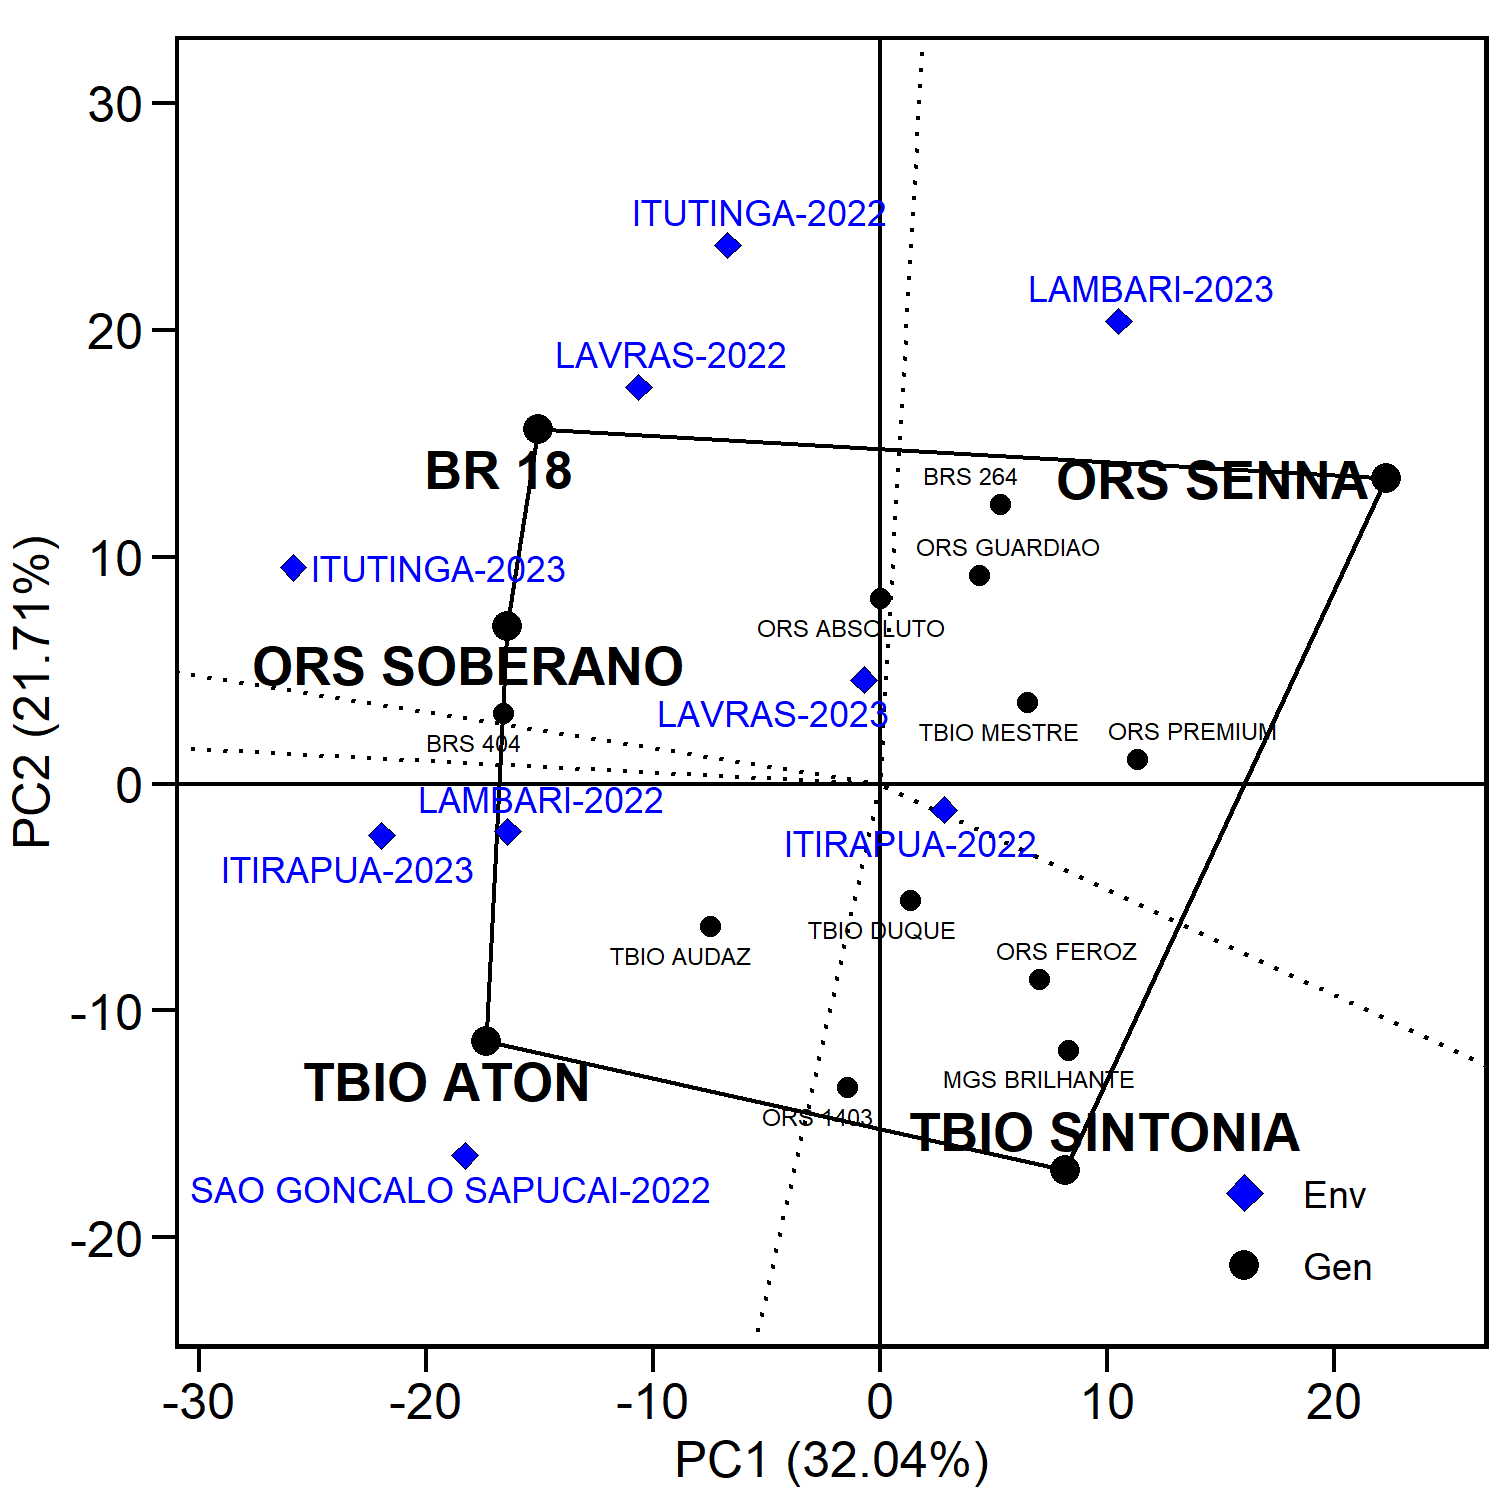 30
ITUTINGA-2022
LAMBARI-2023
20
LAVRAS-2022
BR 18
BRS 264
ORS SENNA
ORS GUARDIAO
10
ITUTINGA-2023
ORS ABSOLUTO
ORS SOBERANO
LAVRAS-2023
TBIO MESTRE
ORS PREMIUM
BRS 404
0
LAMBARI-2022
ITIRAPUA-2022
ITIRAPUA-2023
TBIO DUQUE
TBIO AUDAZ
ORS FEROZ
-10
TBIO ATON
MGS BRILHANTE
ORS 1403
TBIO SINTONIA
SAO GONCALO SAPUCAI-2022
Env
-20
Gen
PC2 (21.71%)
-30
-20
-10
0
10
20
PC1 (32.04%)